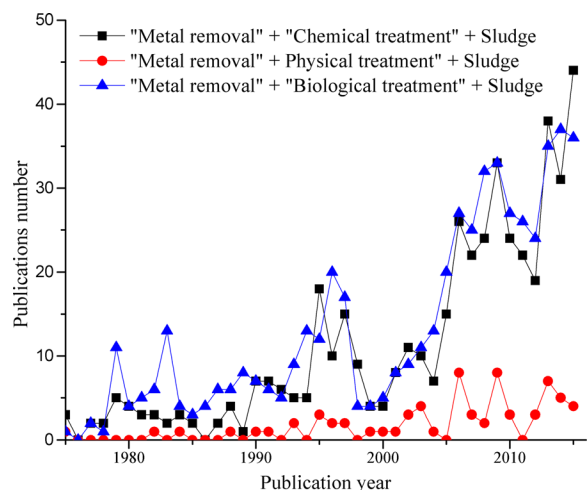 "Metal removal" + "Chemical treatment" + Sludge
"Metal removal" + Physical treatment" + Sludge
"Metal removal" + "Biological treatment" + Sludge
Publications number
50
40
30
20
10
0
1980
1990
2000
2010
Publication year